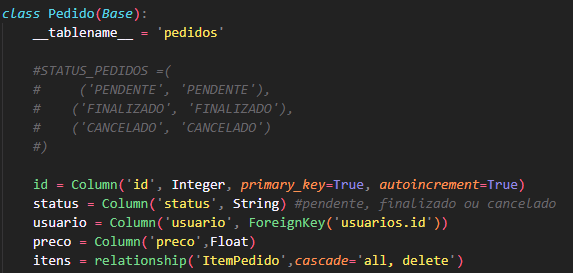 class Pedido(Base):
__tablename__ = 'pedidos'
#STATUS_PEDIDOS =(
#     ('PENDENTE', 'PENDENTE'),
#    ('FINALIZADO', 'FINALIZADO'),
#    ('CANCELADO', 'CANCELADO')
#)
id = Column('id', Integer, primary_key=True, autoincrement=True)
status = Column('status', String) #pendente, finalizado ou cancelado
usuario = Column('usuario', ForeignKey('usuarios.id'))
preco = Column('preco',Float)
itens = relationship('ItemPedido',cascade='all, delete')